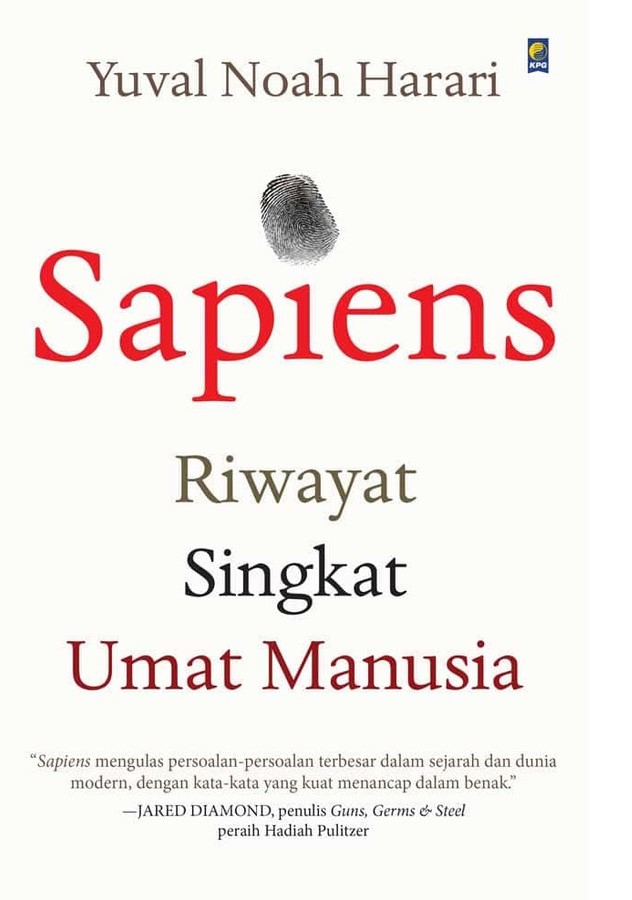 Yuval Noah Harari
KPG
Sapiens
Riwayat
Singkat
Umat Manusia
“Sapiens mengulas persoalan-persoalan terbesar dalam sejarah dan dunia
modern, dengan kata-kata yang kuat menancap dalam benak.”
—JARED DIAMOND, penulis Guns, Germs & Steel
peraih Hadiah Pulitzer